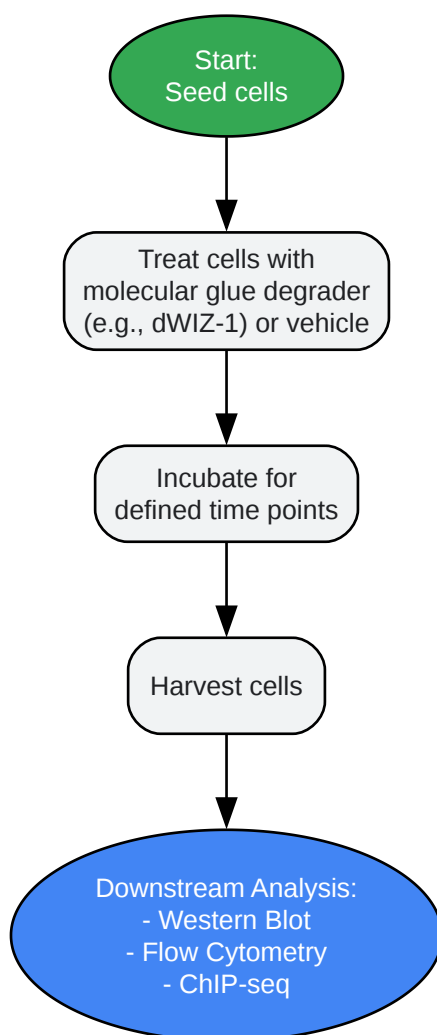 Start:
Seed cells
Treat cells with
molecular glue degrader
(e.g., dWIZ-1) or vehicle
Incubate for
defined time points
Harvest cells
Downstream Analysis:
- Western Blot
- Flow Cytometry
- ChIP-seq